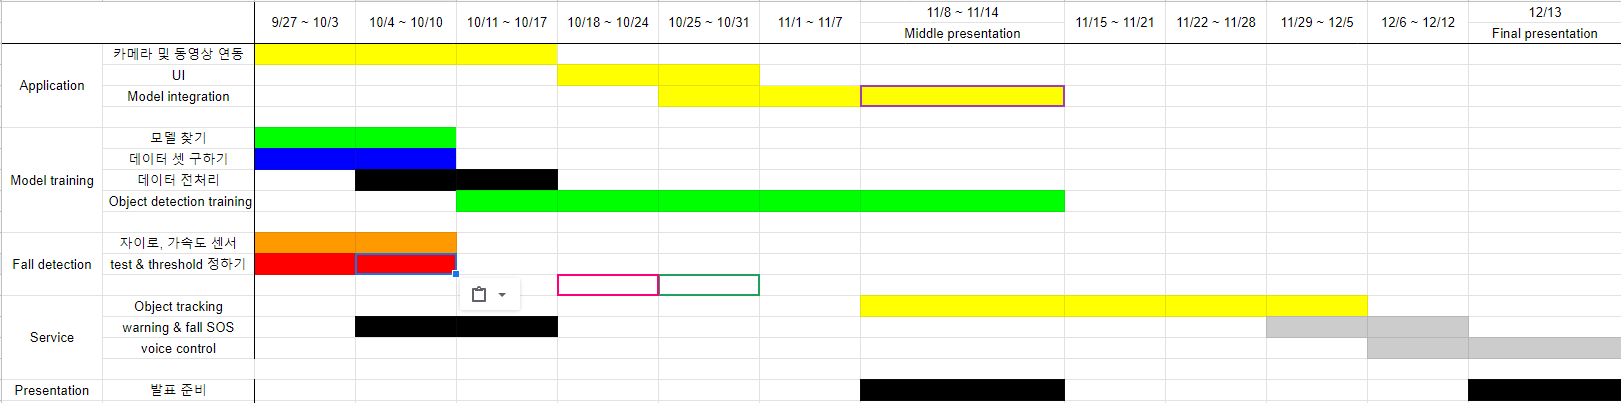 9/27 ~ 10/3 10/4 ~ 10/10 10/11 ~ 10/17 10/18 ~ 10/24 10/25 ~ 10/31 11/1 ~ 11/7 11/8 ~ 11/14 11/15 ~ 11/21 11/22 ~ 11/28 11/29 ~ 12/5 12/6 ~ 12/12 12/13
Middle presentation Final presentation
Application
카메라 및 동영상 연동
UI
Model integration
Model training
모델 찾기
데이터 셋 구하기
데이터 전처리
Object detection training
Fall detection
자이로, 가속도 센서
test & threshold 정하기
Service
Object tracking
warning & fall SOS
voice control
Presentation
발표 준비